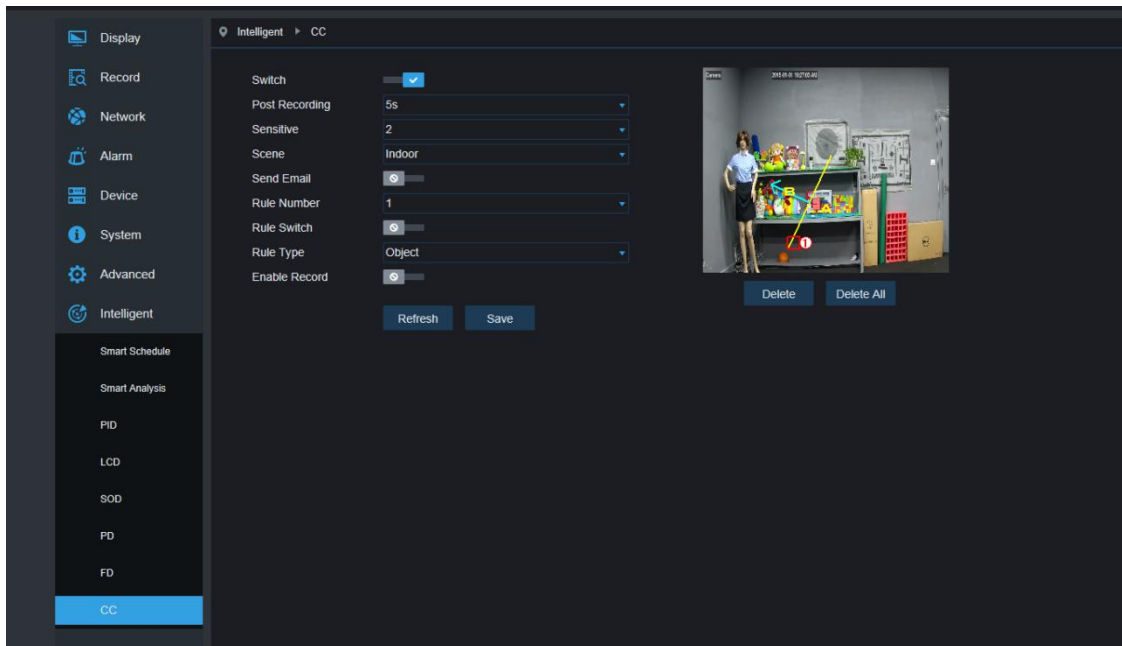 Display
Record
Network
Alarm
Device
System
Advanced
Intelligent
Smart Schedule
Smart Analysis
PID
LCD
SOD
PD
FD
CC
Intelligent CC
Switch
Post Recording 5s
Sensitive 2
Scene Indoor
Send Email
Rule Number 1
Rule Switch
Rule Type Object
Enable Record
Refresh Save
Camera
A
B
1
Delete Delete All